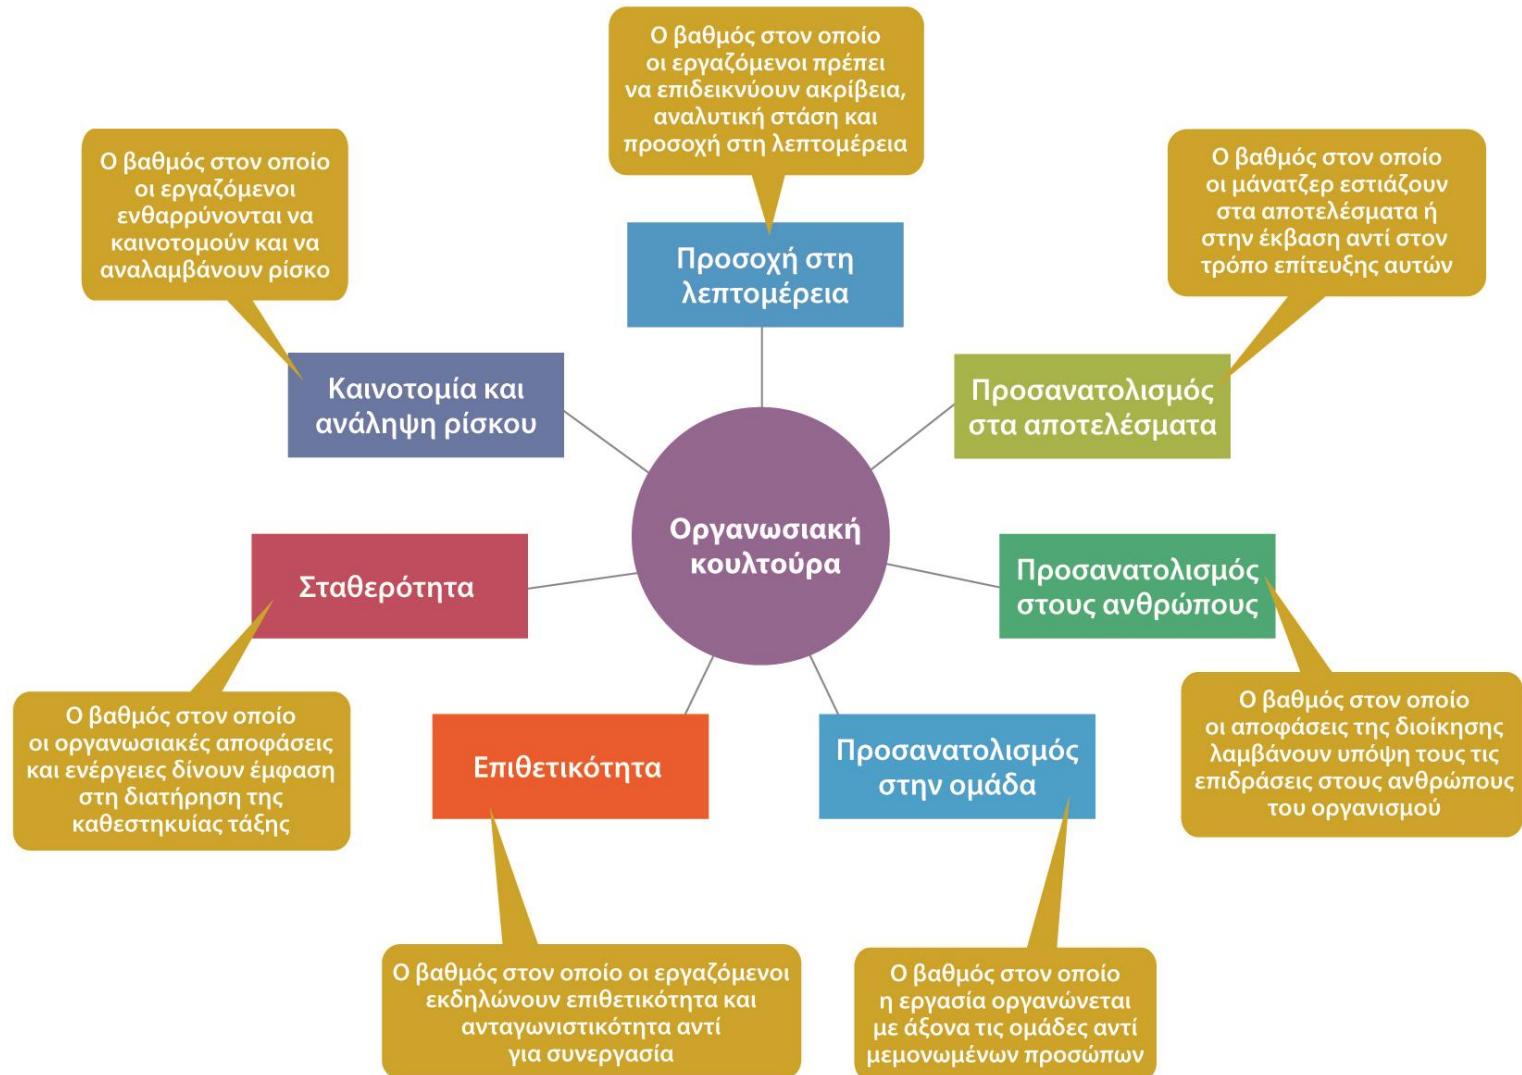 Ο βαθμός στον οποίο
οι εργαζόμενοι πρέπει
να επιδεικνύουν ακρίβεια,
αναλυτική στάση και
προσοχή στη λεπτομέρεια
Ο βαθμός στον οποίο
οι εργαζόμενοι
ενθαρρύνονται να
καινοτομούν και να
αναλαμβάνουν ρίσκο
Ο βαθμός στον οποίο
οι μάνατζερ εστιάζουν
στα αποτελέσματα ή
στην έκβαση αντί στον
τρόπο επίτευξης αυτών
Προσοχή στη
λεπτομέρεια
Καινοτομία και
ανάληψη ρίσκου
Προσανατολισμός
στα αποτελέσματα
Οργανωσιακή
κουλτούρα
Σταθερότητα
Προσανατολισμός
στους ανθρώπους
Ο βαθμός στον οποίο
οι οργανωσιακές αποφάσεις
και ενέργειες δίνουν έμφαση
στη διατήρηση της
καθεστηκυίας τάξης
Επιθετικότητα
Προσανατολισμός
στην ομάδα
Ο βαθμός στον οποίο
οι αποφάσεις της διοίκησης
λαμβάνουν υπόψη τους τις
επιδράσεις στους ανθρώπους
του οργανισμού
Ο βαθμός στον οποίο οι εργαζόμενοι
εκδηλώνουν επιθετικότητα και
ανταγωνιστικότητα αντί
για συνεργασία
Ο βαθμός στον οποίο
η εργασία οργανώνεται
με άξονα τις ομάδες αντί
μεμονωμένων προσώπων